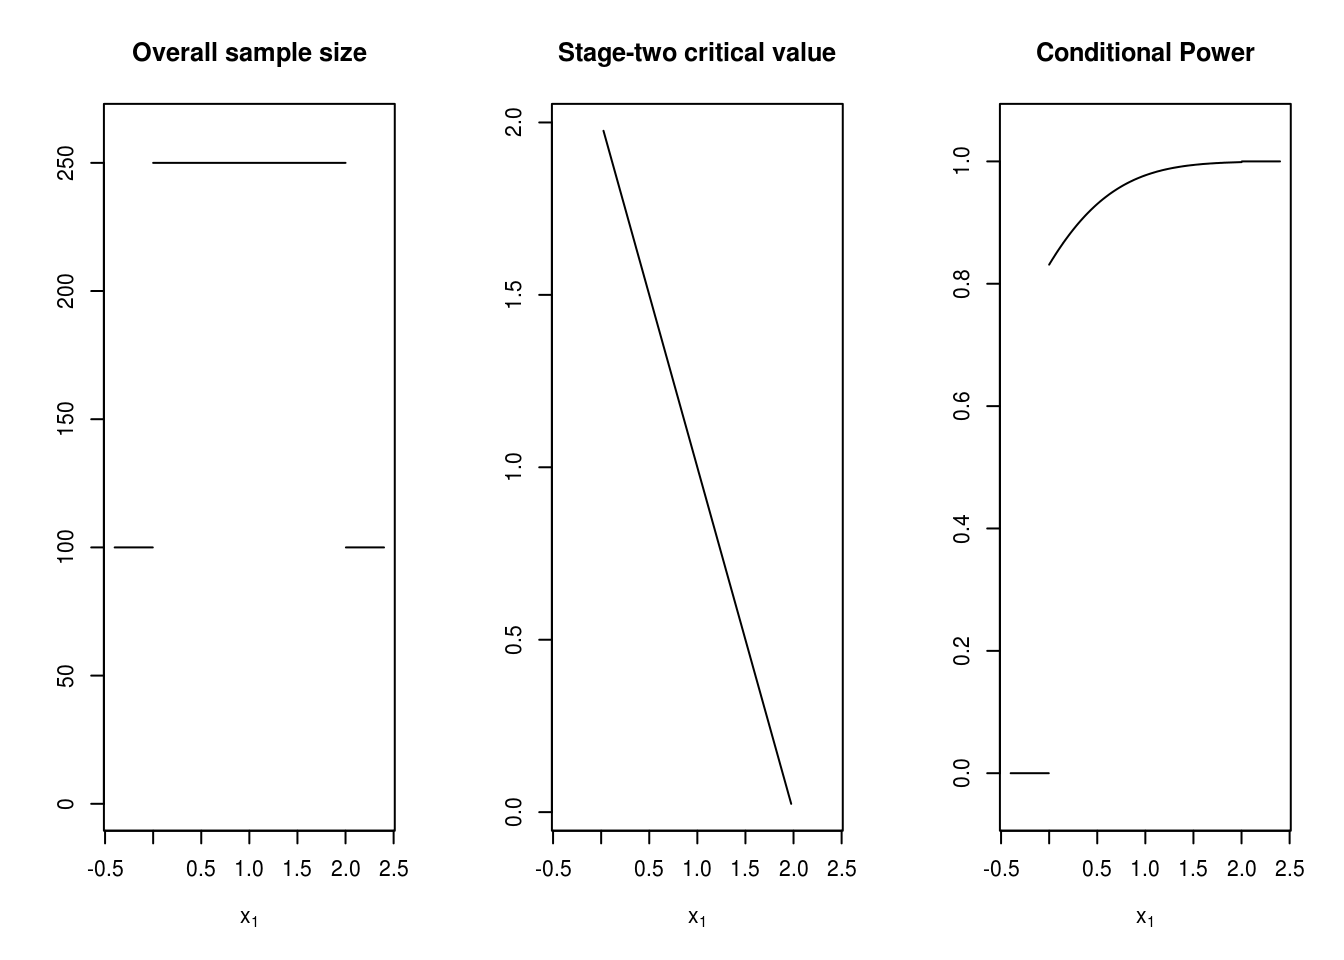 Overall sample size
250
200
150
100
50
0
-0.5 0.5 1.0 1.5 2.0 2.5
x1
Stage-two critical value
2.0
1.5
1.0
0.5
0.0
-0.5 0.5 1.0 1.5 2.0 2.5
x1
Conditional Power
1.0
0.8
0.6
0.4
0.2
0.0
-0.5 0.5 1.0 1.5 2.0 2.5
x1